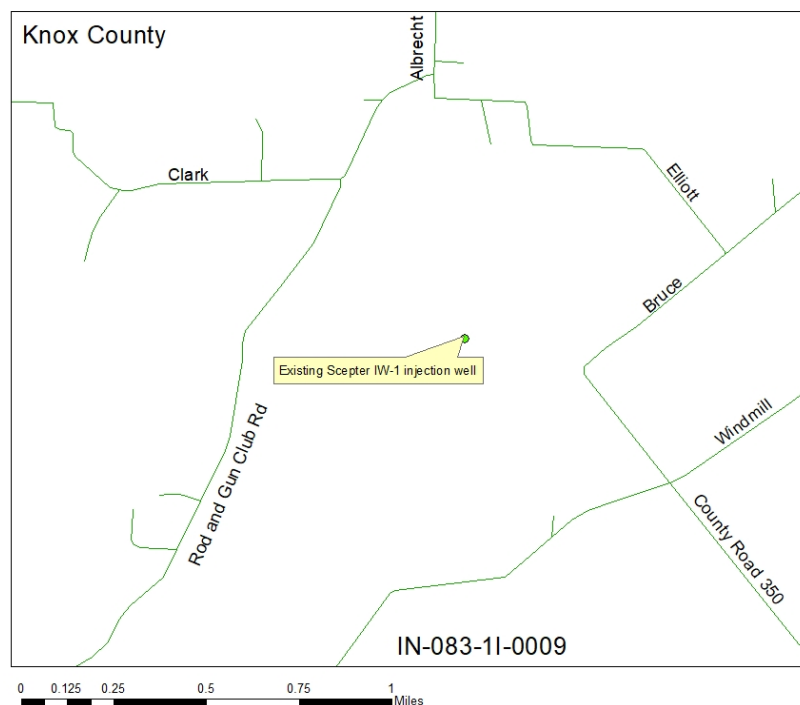 Knox County
Albrecht
Clark
Elliott
Bruce
Existing Scepter IW-1 injection well
Windmill
Rod and Gun Club Rd
County Road 350
IN-083-1I-0009
0 0.125 0.25 0.5 0.75 1
Miles